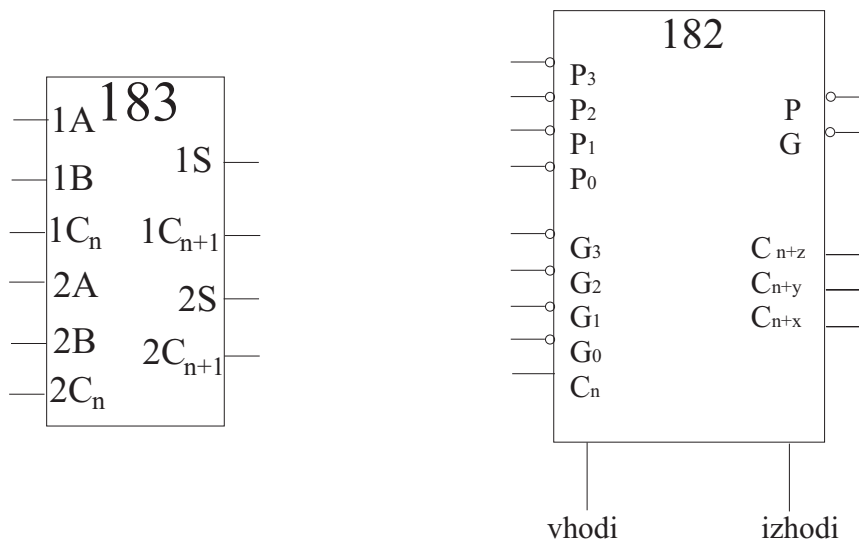 183
1A
1B
1Cn
2A
2B
2Cn
1S
1Cn+1
2S
2Cn+1
182
P3
P2
P1
P0
G3
G2
G1
G0
Cn
P
G
C n+z
Cn+y
Cn+x
vhodi
izhodi